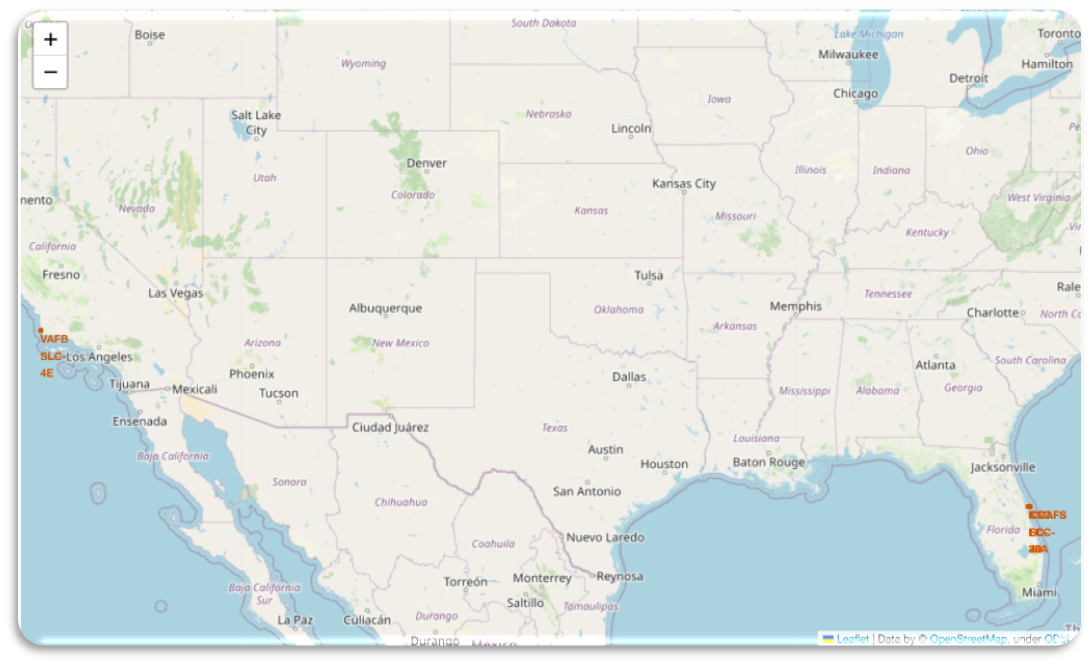 +
−
South Dakota
Boise
Lake Michigan
Toronto
Milwaukee
Wyoming
Hamilton
Detroit
Chicago
Iowa
Salt Lake
City
Nebraska
Lincoln
Ohio
Denver
Utah
Colorado
Illinois
Indiana
Kansas City
West Virginia
nento
Nevada
Kansas
Missouri
Kentucky
California
Fresno
Tulsa
Las Vegas
Tennessee
Albuquerque
Memphis
Oklahoma
Charlotte
Arkansas
VAFB
SLC-
4E
Los Angeles
Arizona
New Mexico
South Carolina
Atlanta
Phoenix
Dallas
Tijuana
Mexicali
Tucson
Mississippi
Alabama
Georgia
Ensenada
Ciudad Juárez
Texas
Louisiana
Baja California
Austin
Houston
Baton Rouge
Jacksonville
Sonora
San Antonio
Chihuahua
Florida
Nuevo Laredo
Coahuila
Torreón
Monterrey
Reynosa
Miami
Baja California
Sur
Saltillo
Tamaulipas
La Paz
Culiacán
Durango
Durango
México
Leaflet | Data by © OpenStreetMap, under ODbL